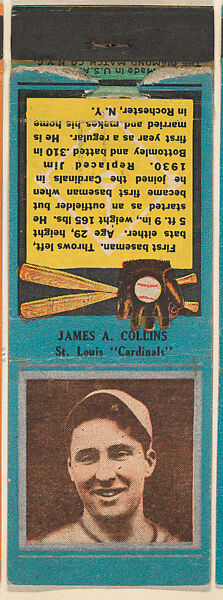 Made in U.S.A.
THE DIAMOND MATCH CO. N.Y.C.
First baseman. Throws left,
bats either. Age 29, height
5 ft. 9 in., weight 165 lbs. He
started as an outfielder but
became first baseman when
he joined the Cardinals in
1930. Replaced Jim
Bottomley and batted in .310
first year as a regular. He is
married and makes his home
in Rochester, N. Y.
JAMES A. COLLINS
St. Louis "Cardinals"